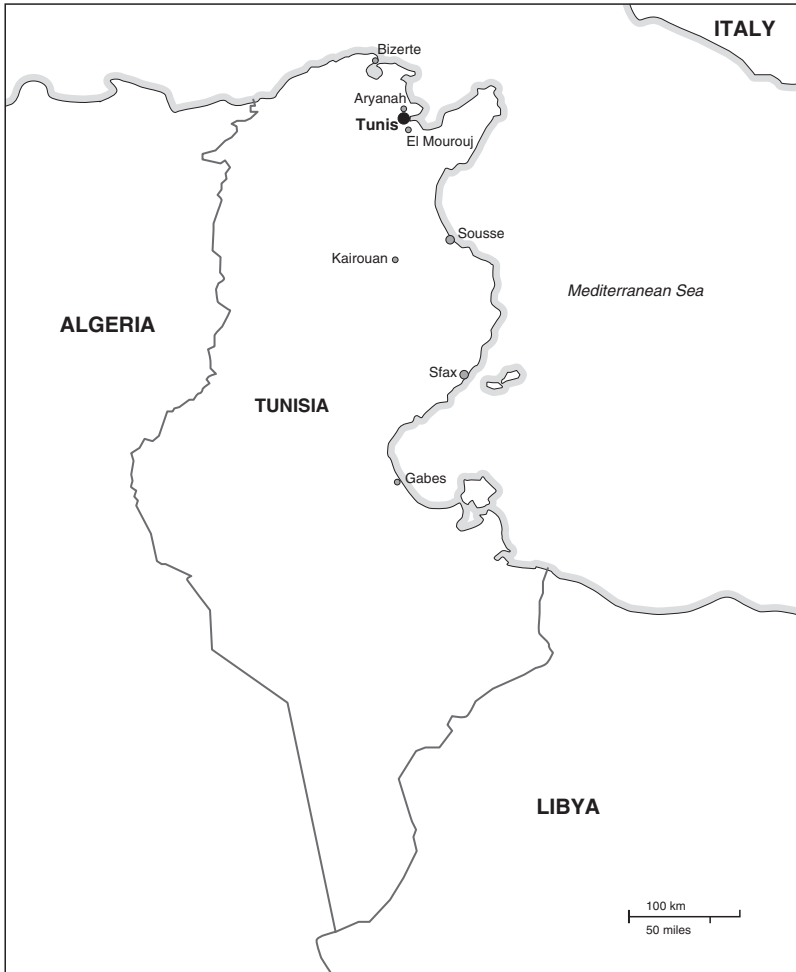 ITALY
Bizerte
Aryanah
Tunis
El Mourouj
Sousse
Kairouan
Mediterranean Sea
ALGERIA
Sfax
TUNISIA
Gabes
LIBYA
100 km
50 miles